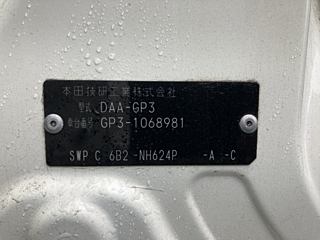 本田技研工業株式会社
型式 DAA-GP3
車台番号 GP3-1068981
SWP C 6B2 -NH624P -A -C